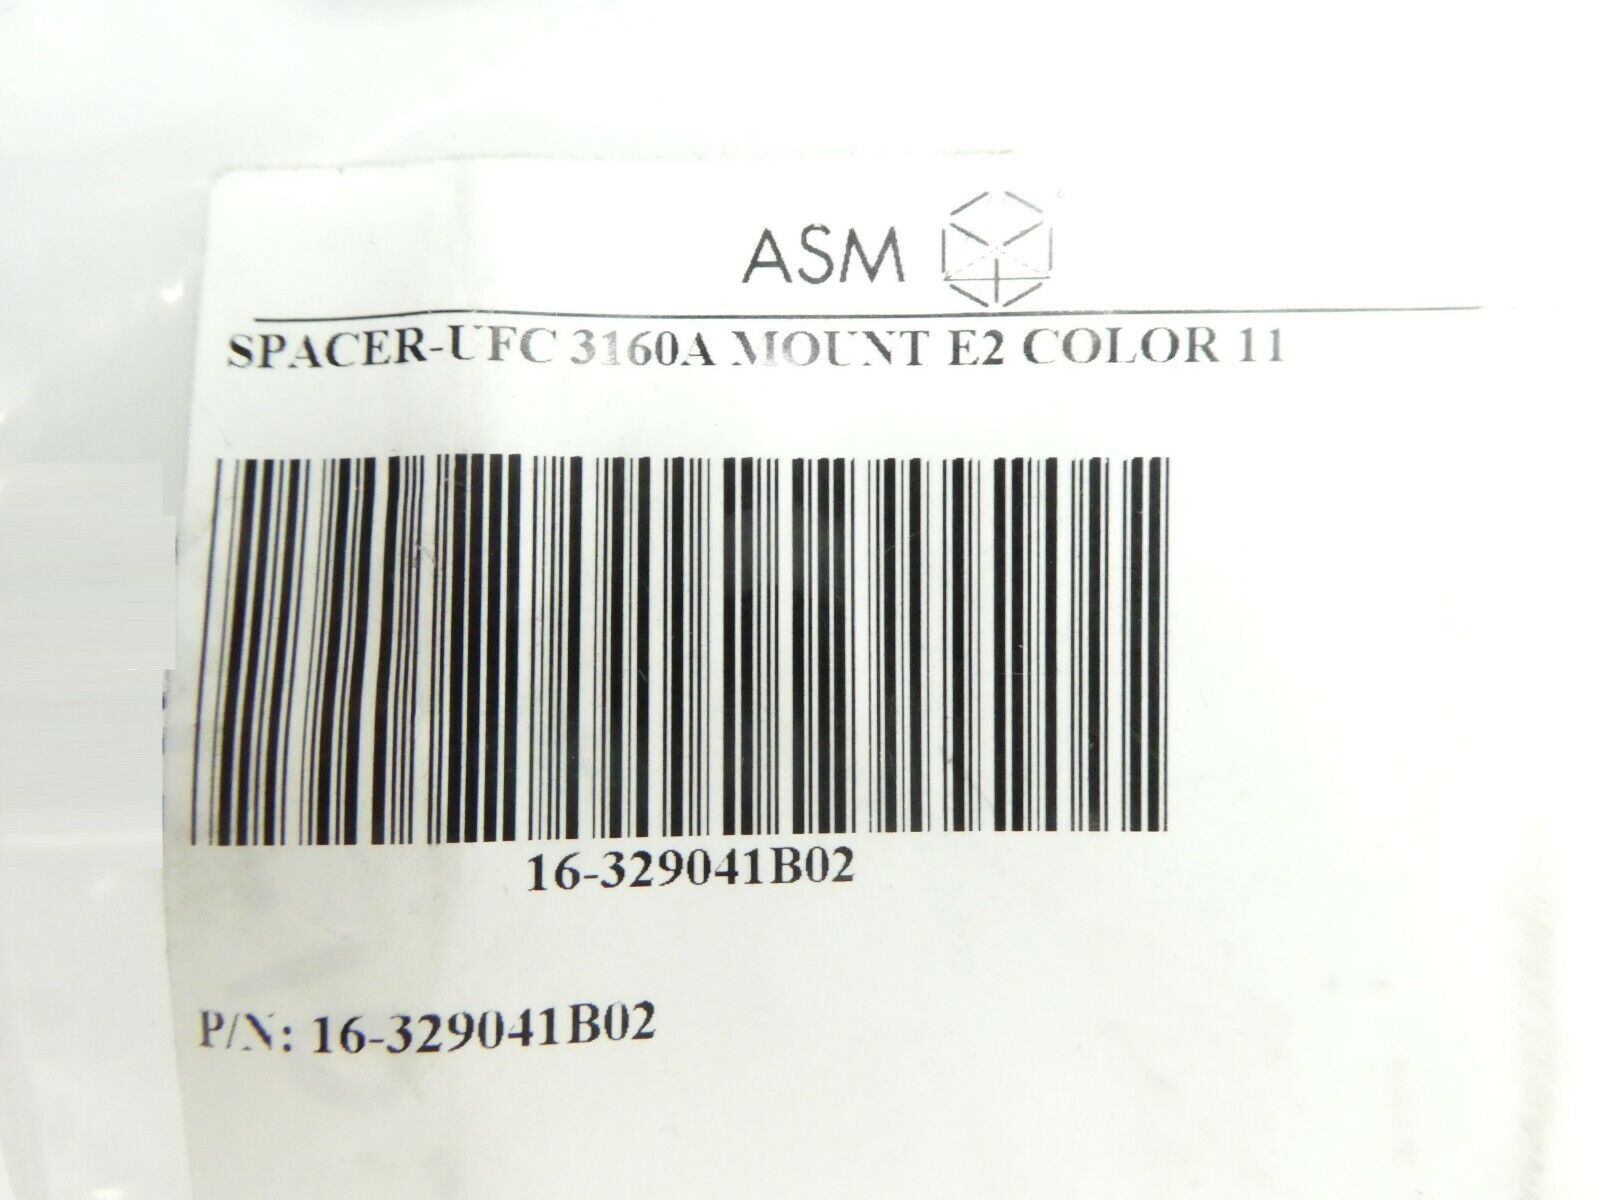 ASM
SPACER-UFC 3160A MOUNT E2 COLOR 11
16-329041B02
P/N: 16-329041B02